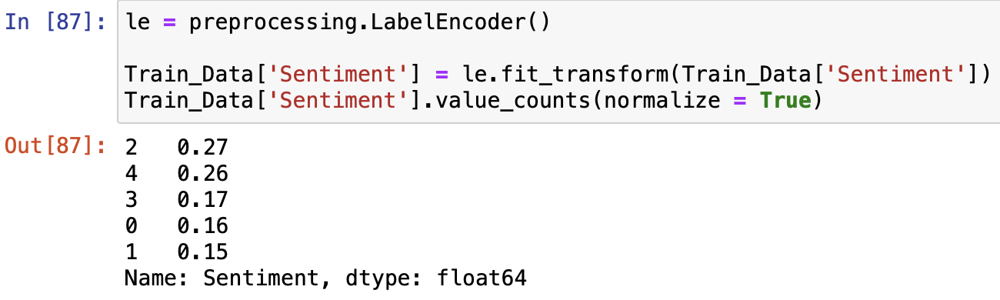 In [87]: le = preprocessing.LabelEncoder()
Train_Data['Sentiment'] = le.fit_transform(Train_Data['Sentiment'])
Train_Data['Sentiment'].value_counts(normalize = True)
Out[87]: 2 0.27
4 0.26
3 0.17
0 0.16
1 0.15
Name: Sentiment, dtype: float64